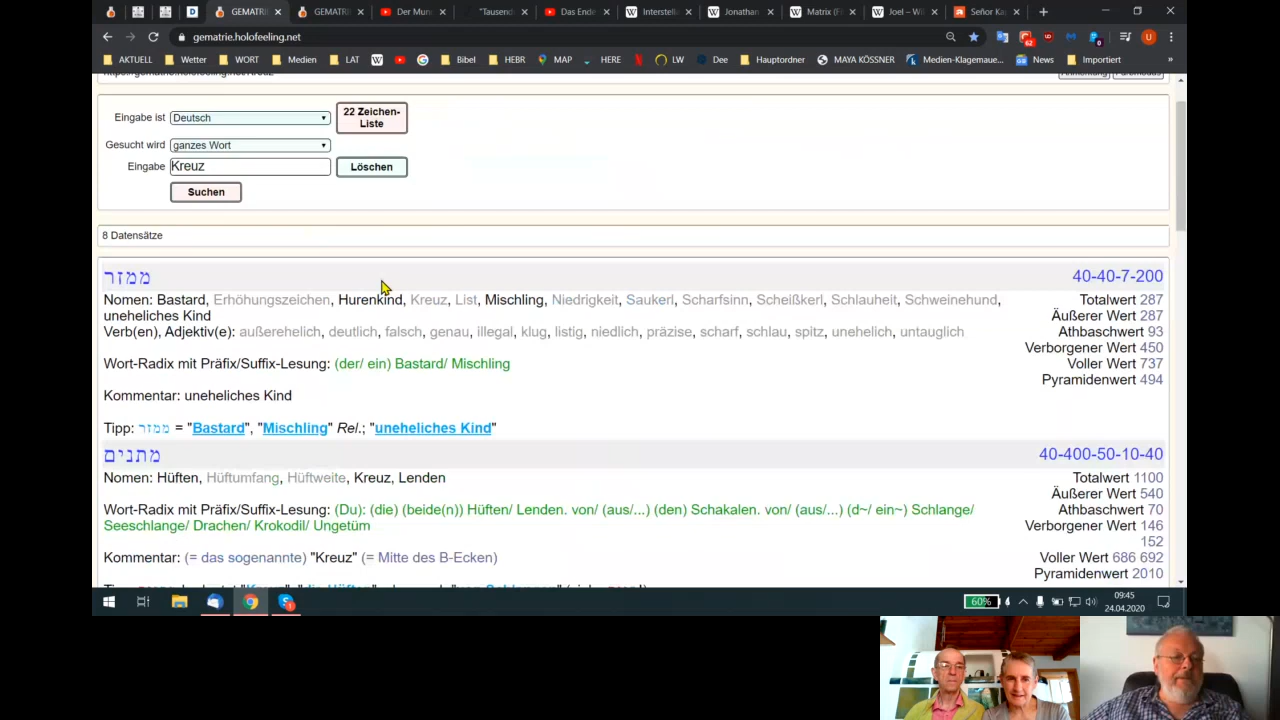 GEMATRI
GEMATRI
Der Mun
"Tausend
Das Ende
Interstell
Jonathan
Matrix (Fi
Joel – Wi
Señor Ka
gematrie.holofeeling.net
AKTUELL
Wetter
WORT
Medien
LAT
Bibel
HEBR
MAP
HERE
LW
Dee
Hauptordner
MAYA KÖSSNER
Medien-Klagemaue...
News
Importiert
»
Eingabe ist
Deutsch
22 Zeichen-
Liste
Gesucht wird
ganzes Wort
Eingabe
Kreuz
Löschen
Suchen
8 Datensätze
ממזר
40-40-7-200
Nomen: Bastard, Erhöhungszeichen, Hurenkind, Kreuz, List, Mischling, Niedrigkeit, Saukerl, Scharfsinn, Scheißkerl, Schlauheit, Schweinehund,
uneheliches Kind
Verb(en), Adjektiv(e): außerehelich, deutlich, falsch, genau, illegal, klug, listig, niedlich, präzise, scharf, schlau, spitz, unehelich, untauglich
Wort-Radix mit Präfix/Suffix-Lesung: (der/ ein) Bastard/ Mischling
Kommentar: uneheliches Kind
Tipp: ממזר = "Bastard", "Mischling" Rel.; "uneheliches Kind"
Totalwert 287
Äußerer Wert 287
Athbaschwert 93
Verborgener Wert 450
Voller Wert 737
Pyramidenwert 494
מתנים
40-400-50-10-40
Nomen: Hüften, Hüftumfang, Hüftweite, Kreuz, Lenden
Wort-Radix mit Präfix/Suffix-Lesung: (Du): (die) (beide(n)) Hüften/ Lenden. von/ (aus/...) (den) Schakalen. von/ (aus/...) (d~/ ein~) Schlange/
Seeschlange/ Drachen/ Krokodil/ Ungetüm
Kommentar: (= das sogenannte) "Kreuz" (= Mitte des B-Ecken)
Totalwert 1100
Äußerer Wert 540
Athbaschwert 70
Verborgener Wert 146
152
Voller Wert 686 692
Pyramidenwert 2010
60%
09:45
24.04.2020